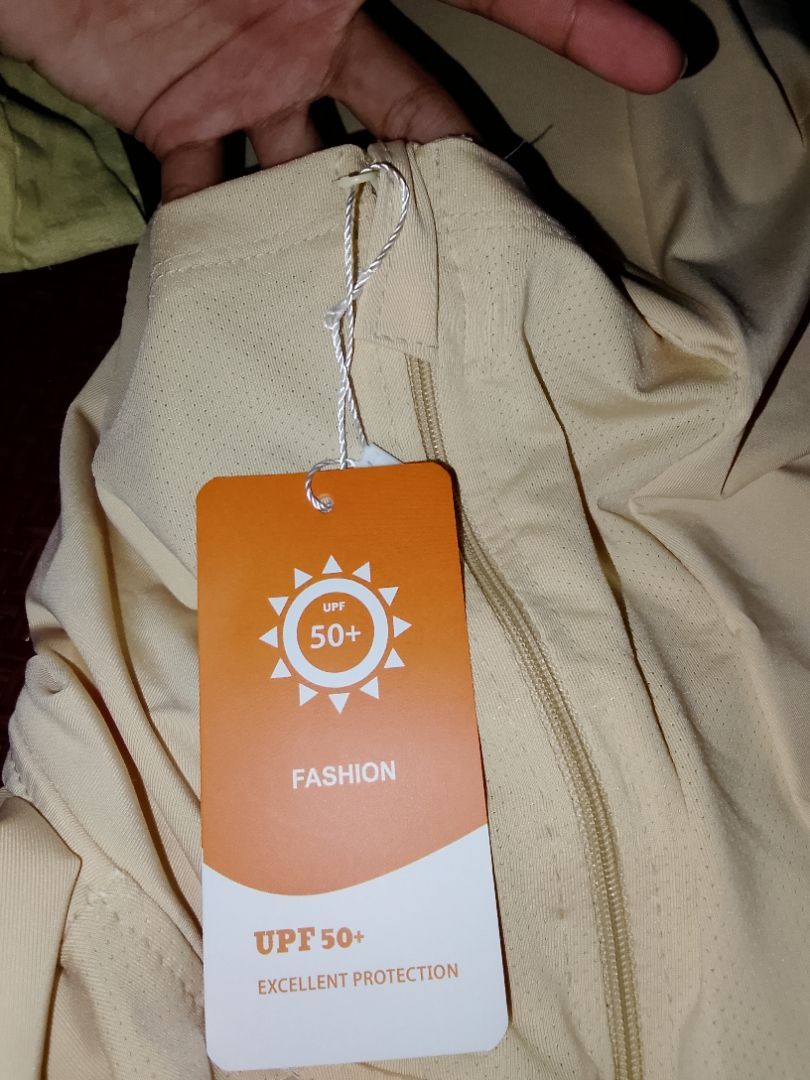 UPF
50+
FASHION
UPF 50+
EXCELLENT PROTECTION